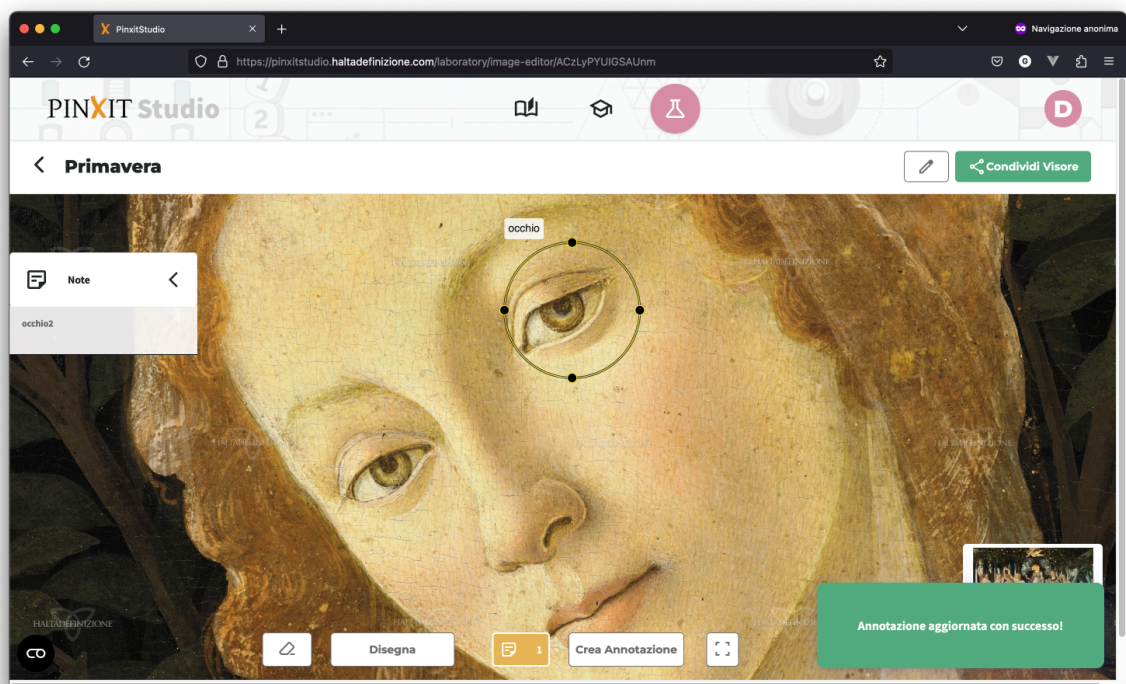 PinxitStudio
Navigazione anonima
https://pinxitstudio.haltadefinizione.com/laboratory/image-editor/ACzLyPYUIGSAUnm
PINXIT Studio
D
Primavera
Condividi Visore
occhio
Note
occhio2
HALTADEFINIZIONE
Disegna
1
Crea Annotazione
Annotazione aggiornata con successo!